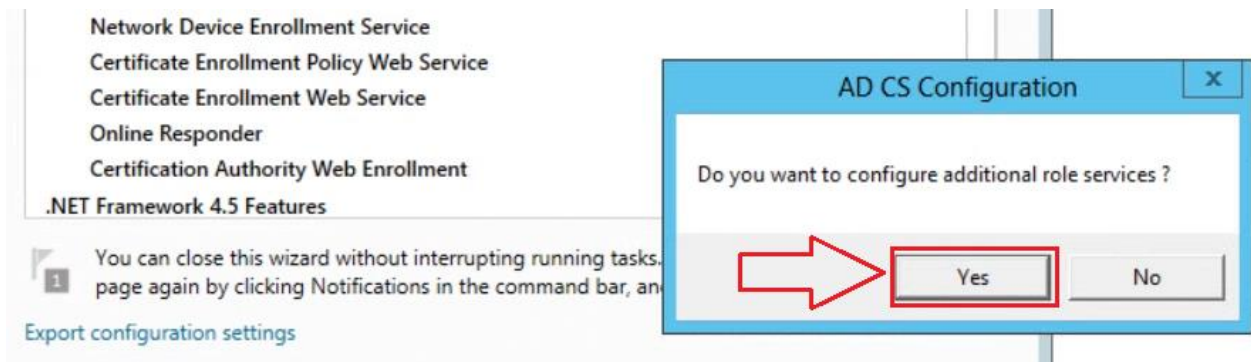 Network Device Enrollment Service
Certificate Enrollment Policy Web Service
Certificate Enrollment Web Service
Online Responder
Certification Authority Web Enrollment
.NET Framework 4.5 Features
1
You can close this wizard without interrupting running tasks.
page again by clicking Notifications in the command bar, an
Export configuration settings
AD CS Configuration
x
Do you want to configure additional role services ?
Yes
No